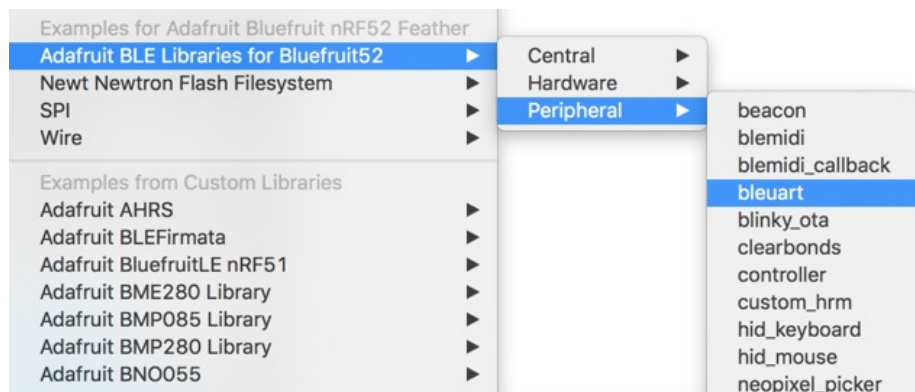 Examples for Adafruit Bluefruit nRF52 Feather
Adafruit BLE Libraries for Bluefruit52
Newt Newtron Flash Filesystem
SPI
Wire
Examples from Custom Libraries
Adafruit AHRS
Adafruit BLEFirmata
Adafruit BluefruitLE nRF51
Adafruit BME280 Library
Adafruit BMP085 Library
Adafruit BMP280 Library
Adafruit BNO055
Central
Hardware
Peripheral
beacon
blemidi
blemidi_callback
bleuart
blinky_ota
clearbonds
controller
custom_hrm
hid_keyboard
hid_mouse
neopixel_picker